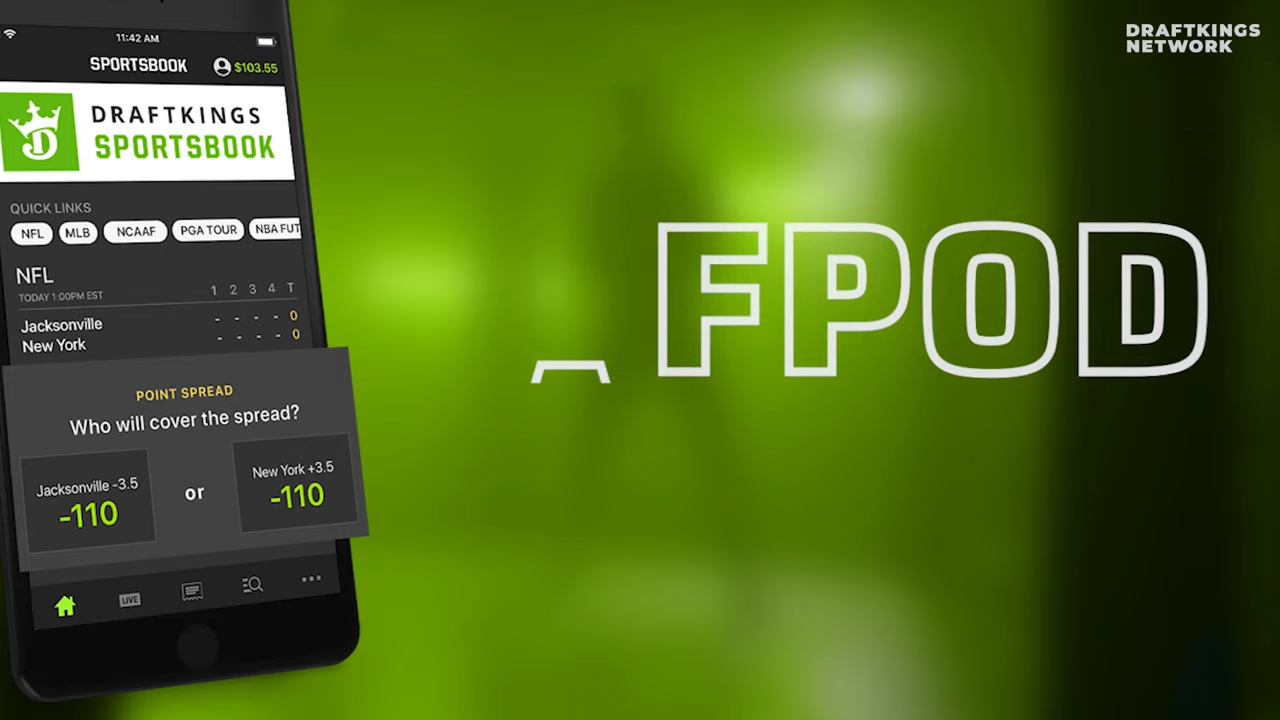 11:42 AM
SPORTSBOOK $103.55
DRAFTKINGS
SPORTSBOOK
QUICK LINKS
NFL MLB NCAAF PGA TOUR NBA FUT
NFL
TODAY 1:00PM EST 1 2 3 4 T
Jacksonville - - - - 0
New York - - - - 0
POINT SPREAD
Who will cover the spread?
Jacksonville -3.5 or New York +3.5
-110 -110
LIVE
FPOD
DRAFTKINGS
NETWORK